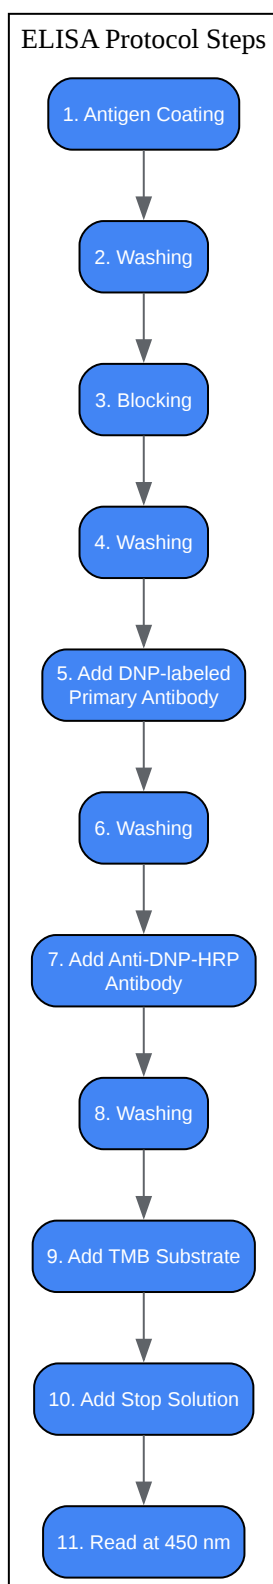 ELISA Protocol Steps
1. Antigen Coating
2. Washing
3. Blocking
4. Washing
5. Add DNP-labeled
Primary Antibody
6. Washing
7. Add Anti-DNP-HRP
Antibody
8. Washing
9. Add TMB Substrate
10. Add Stop Solution
11. Read at 450 nm